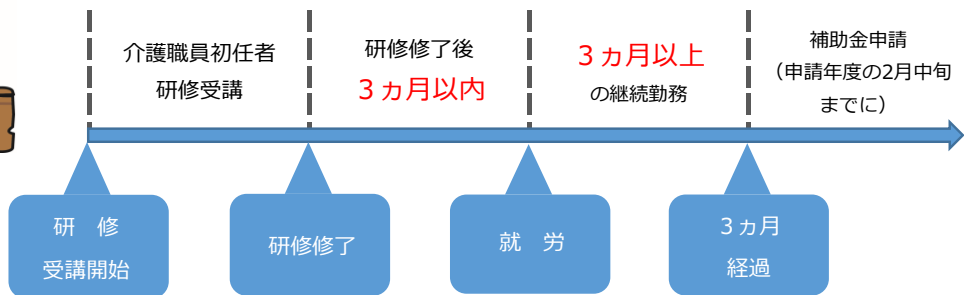 介護職員初任者
研修受講
研修修了後
３ヵ月以内
３ヵ月以上
の継続勤務
補助金申請
（申請年度の2月中旬
までに）
研　修
受講開始
研修修了
就　労
３ヵ月
経過